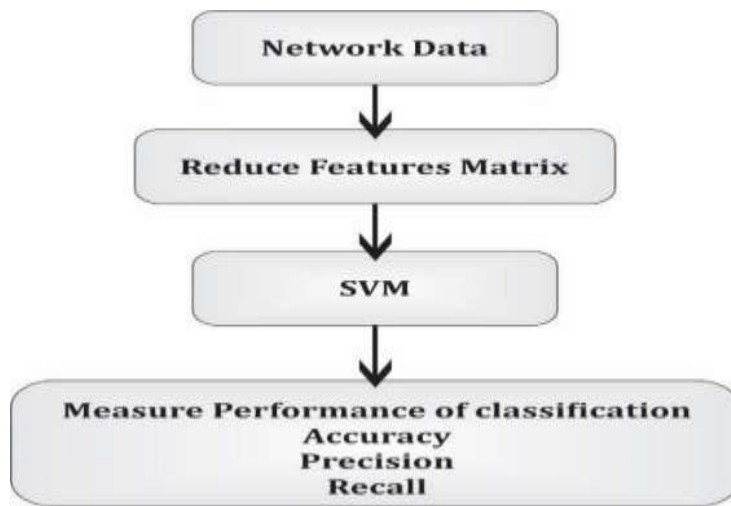 Network Data
Reduce Features Matrix
SVM
Measure Performance of classification
Accuracy
Precision
Recall